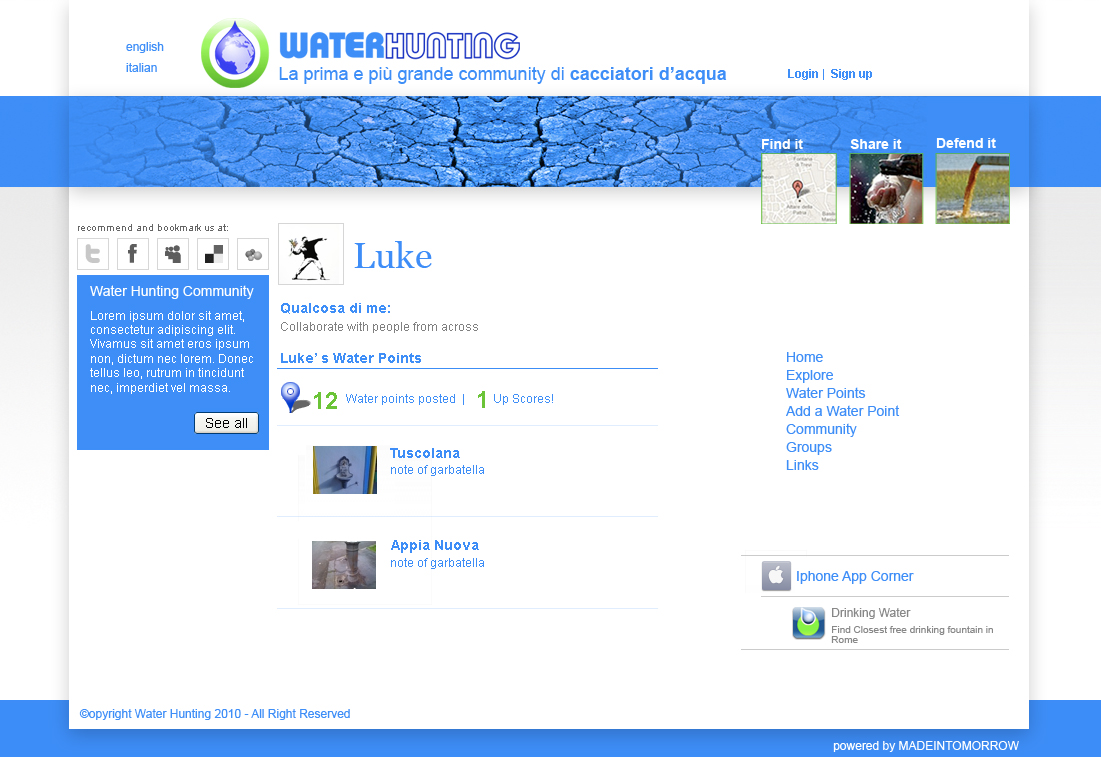 english
italian
WATERHUNTING
La prima e più grande community di cacciatori d'acqua
Login | Sign up
Find it
Share it
Defend it
recommend and bookmark us at:
Water Hunting Community
Lorem ipsum dolor sit amet,
consectetur adipiscing elit.
Vivamus sit amet eros ipsum
non, dictum nec lorem. Donec
tellus leo, rutrum in tincidunt
nec, imperdiet vel massa.
See all
Luke
Qualcosa di me:
Collaborate with people from across
Luke' s Water Points
12 Water points posted | 1 Up Scores!
Tuscolana
note of garbatella
Appia Nuova
note of garbatella
Home
Explore
Water Points
Add a Water Point
Community
Groups
Links
Iphone App Corner
Drinking Water
Find Closest free drinking fountain in
Rome
©opyright Water Hunting 2010 - All Right Reserved
powered by MADEINTOMORROW